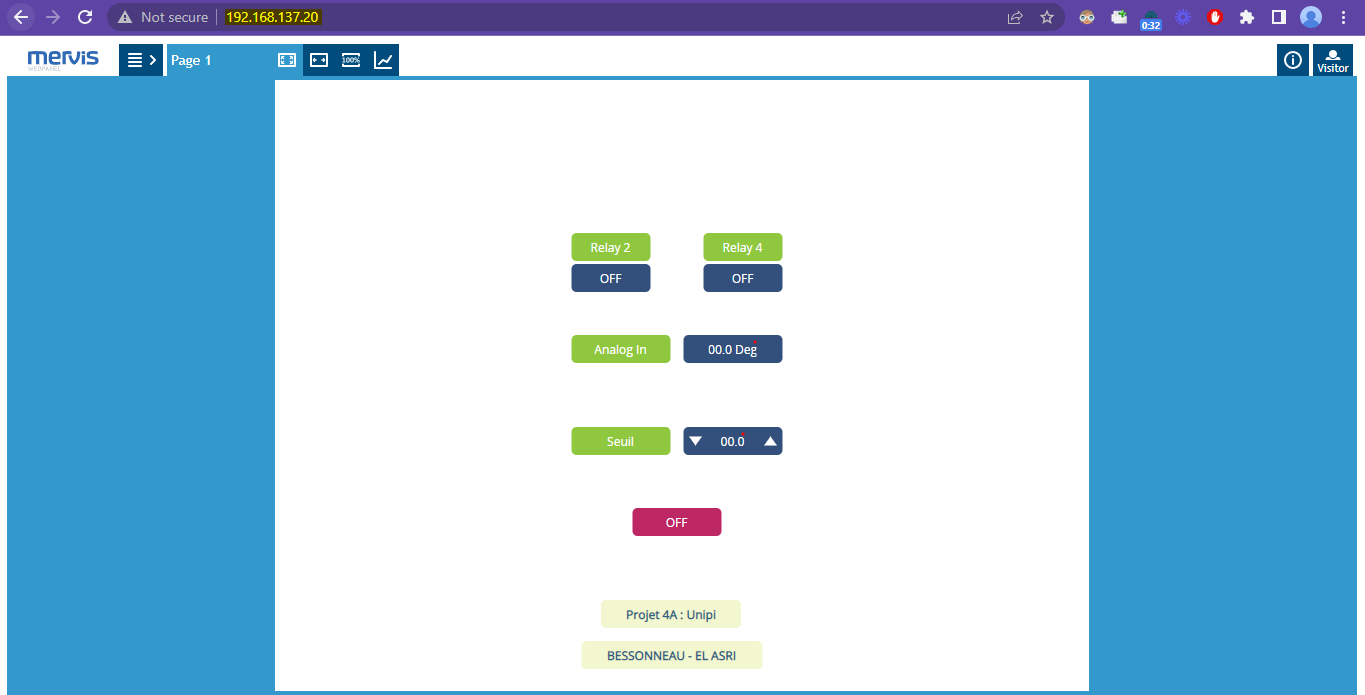 Not secure 192.168.137.20
0:32
mervis
WEBPANEL
Page 1
100%
Visitor
Relay 2 Relay 4
OFF OFF
Analog In 00.0 Deg
Seuil 00.0
OFF
Projet 4A : Unipi
BESSONNEAU - EL ASRI